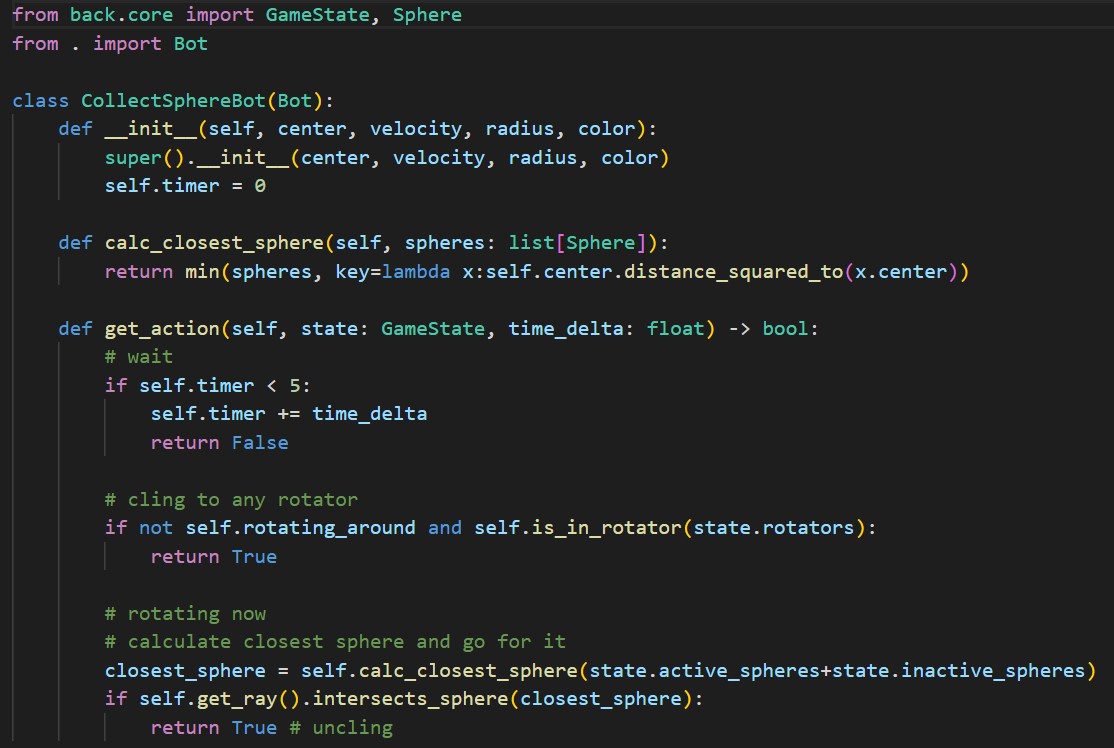 from back.core import GameState, Sphere
from . import Bot

class CollectSphereBot(Bot):
    def __init__(self, center, velocity, radius, color):
        super().__init__(center, velocity, radius, color)
        self.timer = 0

    def calc_closest_sphere(self, spheres: list[Sphere]):
        return min(spheres, key=lambda x:self.center.distance_squared_to(x.center))

    def get_action(self, state: GameState, time_delta: float) -> bool:
        # wait
        if self.timer < 5:
            self.timer += time_delta
            return False

        # cling to any rotator
        if not self.rotating_around and self.is_in_rotator(state.rotators):
            return True

        # rotating now
        # calculate closest sphere and go for it
        closest_sphere = self.calc_closest_sphere(state.active_spheres+state.inactive_spheres)
        if self.get_ray().intersects_sphere(closest_sphere):
            return True # uncling